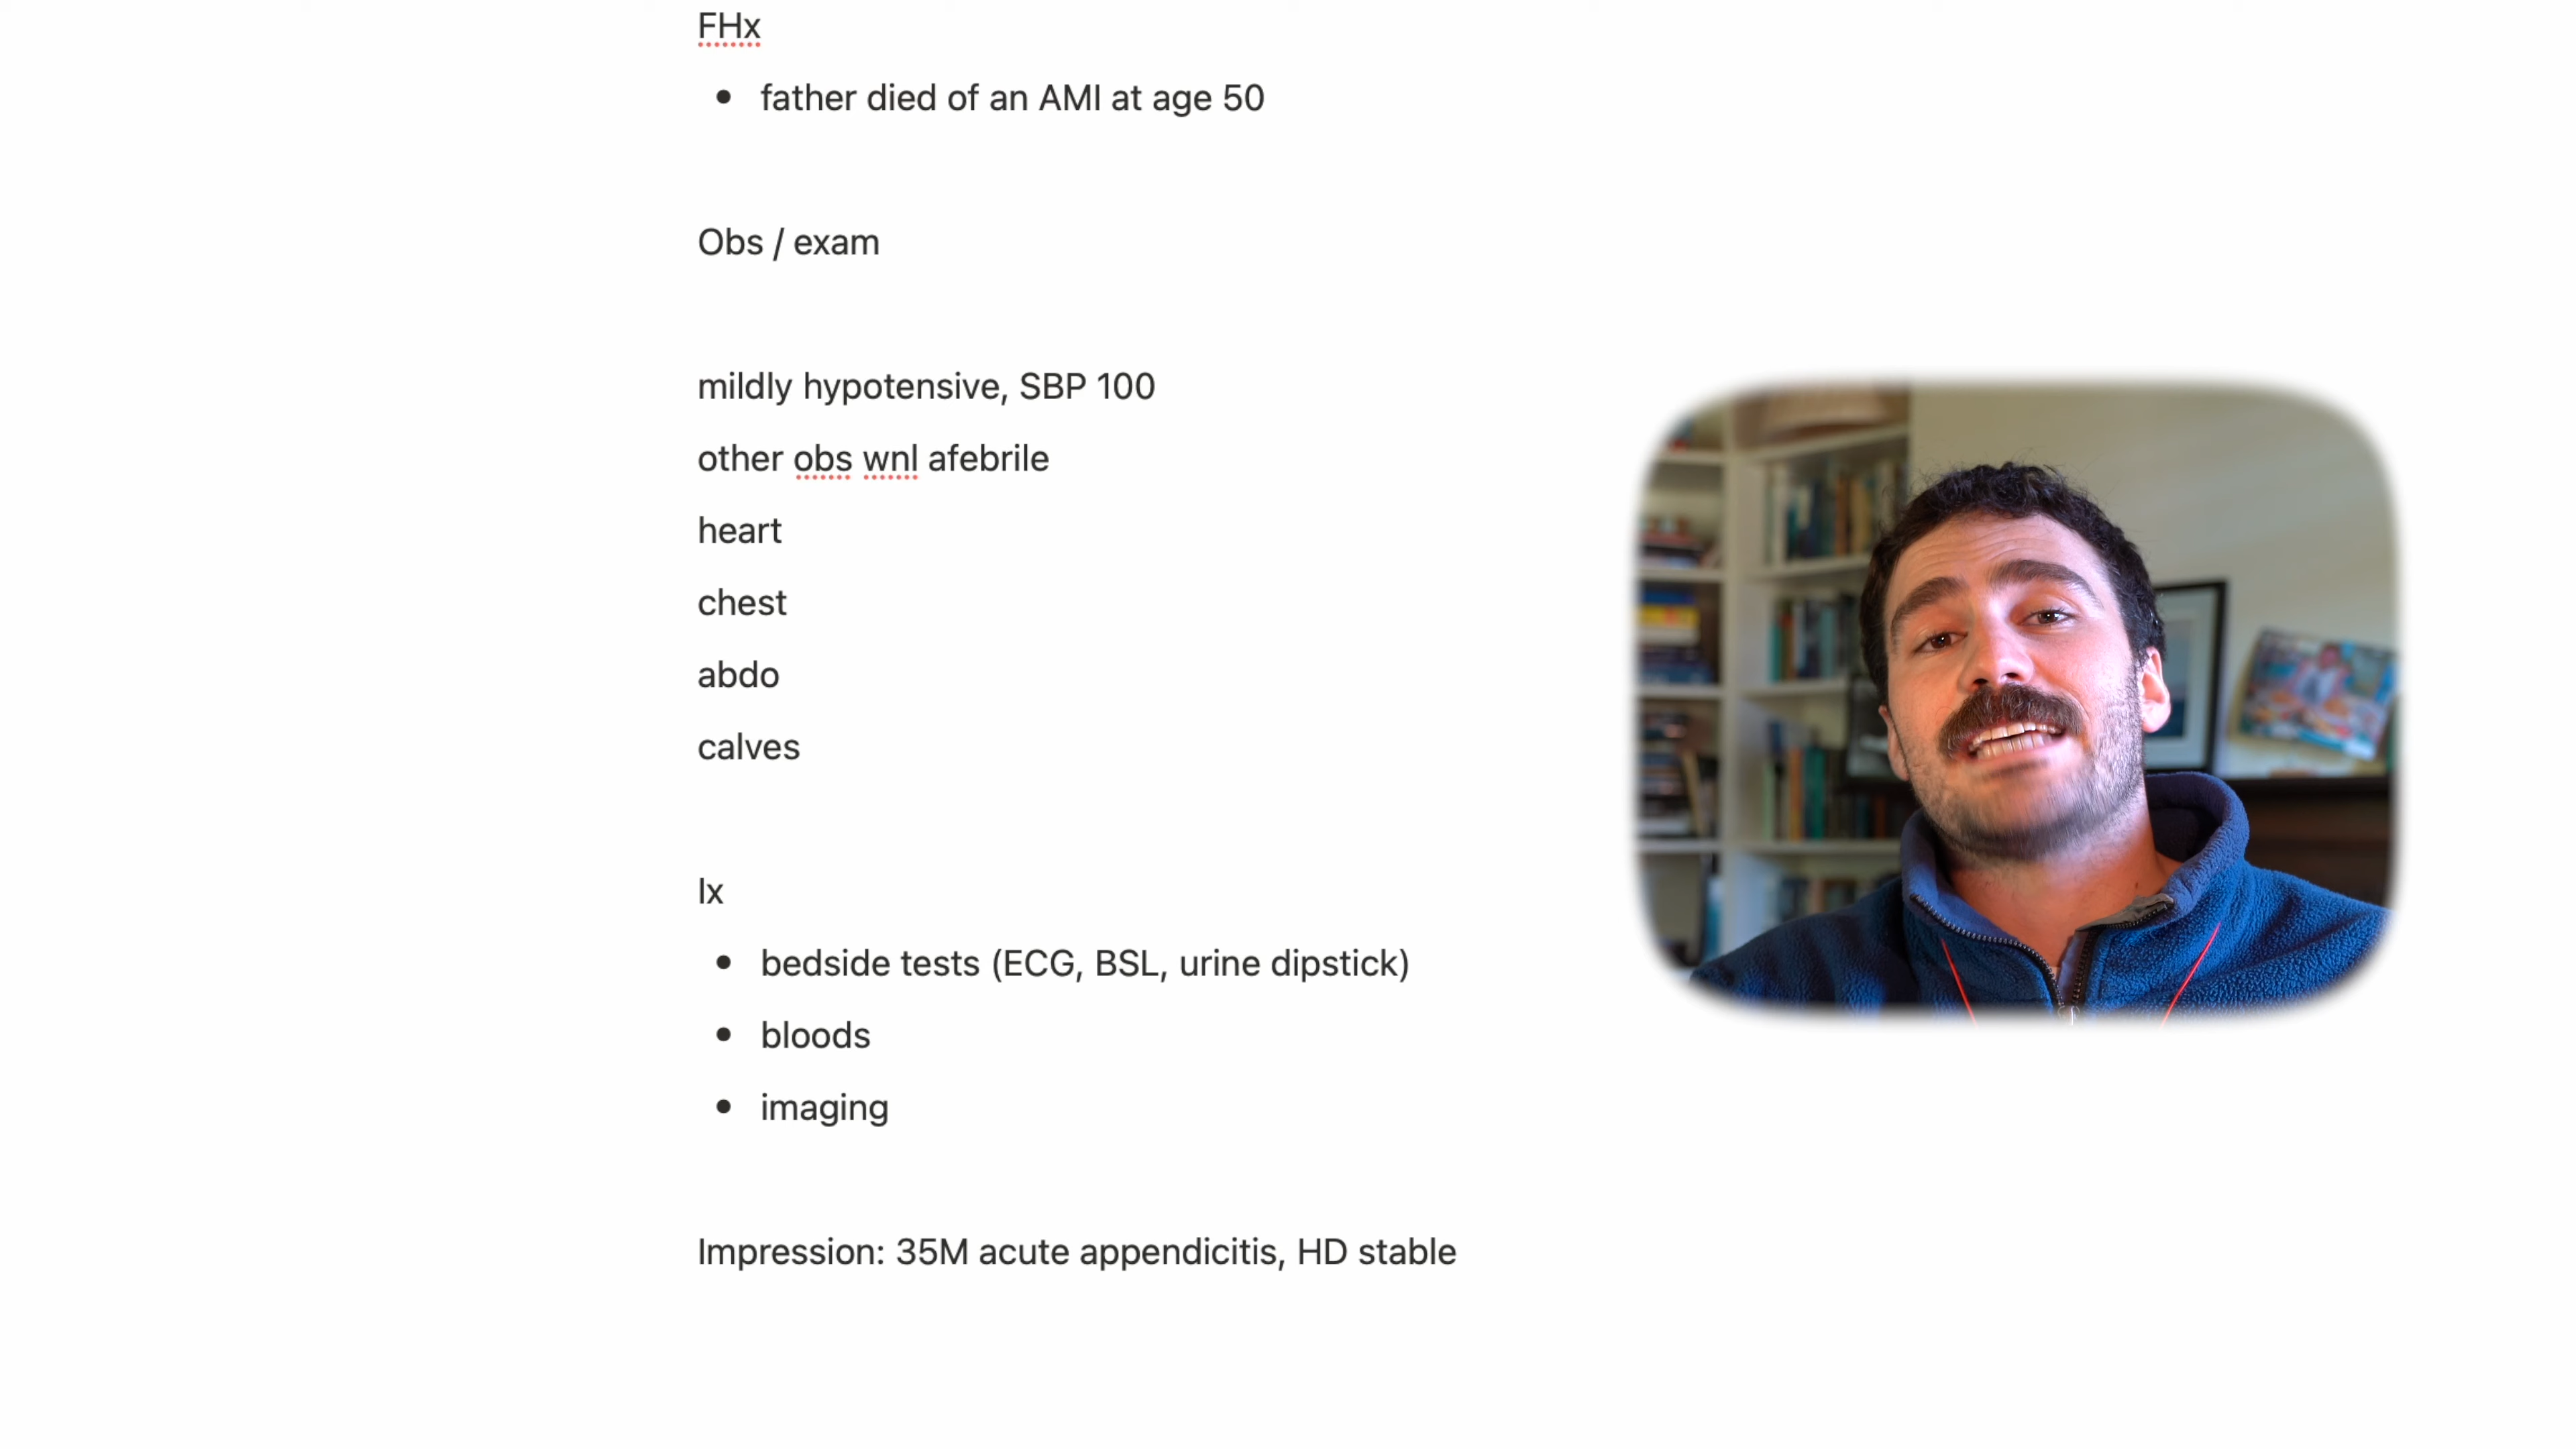 FHx
• father died of an AMI at age 50
Obs / exam
mildly hypotensive, SBP 100
other obs wnl afebrile
heart
chest
abdo
calves
Ix
• bedside tests (ECG, BSL, urine dipstick)
• bloods
• imaging
Impression: 35M acute appendicitis, HD stable